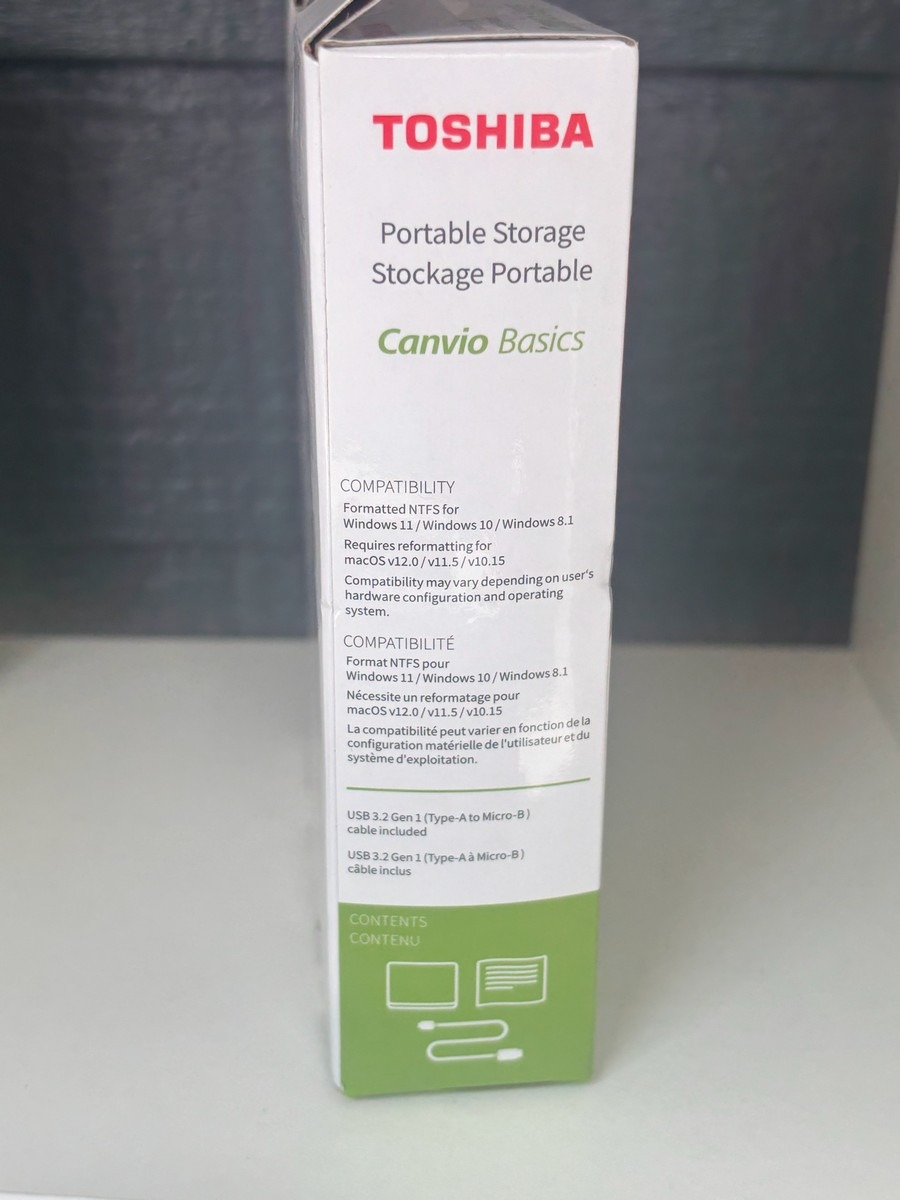 TOSHIBA
Portable Storage
Stockage Portable
Canvio Basics
COMPATIBILITY
Formatted NTFS for
Windows 11 / Windows 10 / Windows 8.1
Requires reformatting for
macOS v12.0 / v11.5 / v10.15
Compatibility may vary depending on user's
hardware configuration and operating
system.
COMPATIBILITÉ
Format NTFS pour
Windows 11 / Windows 10 / Windows 8.1
Nécessite un reformatage pour
macOS v12.0 / v11.5 / v10.15
La compatibilité peut varier en fonction de la
configuration matérielle de l'utilisateur et du
système d'exploitation.
USB 3.2 Gen 1 (Type-A to Micro-B)
cable included
USB 3.2 Gen 1 (Type-A à Micro-B)
câble inclus
CONTENTS
CONTENU